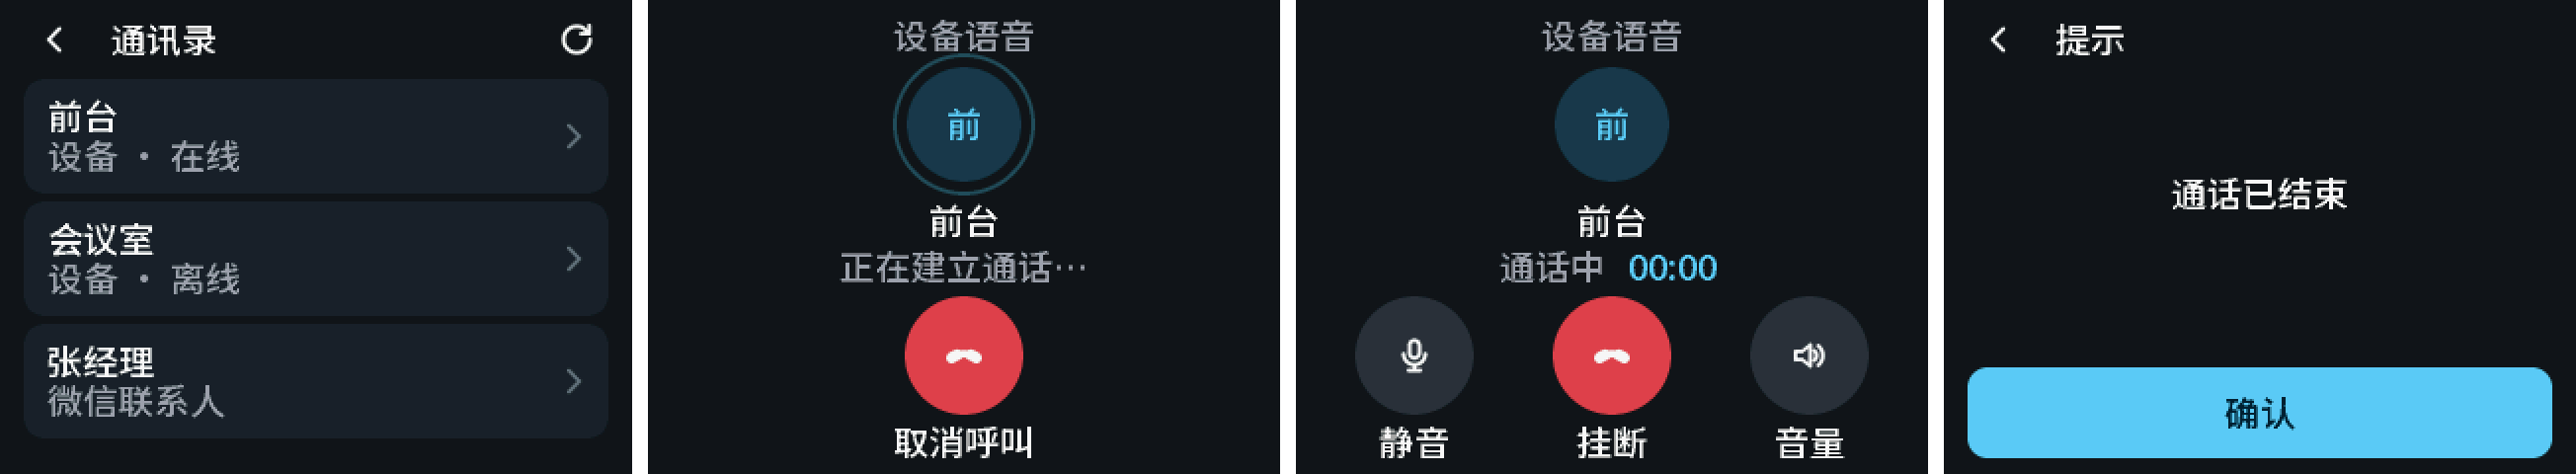 通讯录
前台
设备 · 在线
会议室
设备 · 离线
张经理
微信联系人
设备语音
前
前台
正在建立通话…
取消呼叫
设备语音
前
前台
通话中 00:00
静音 挂断 音量
提示
通话已结束
确认